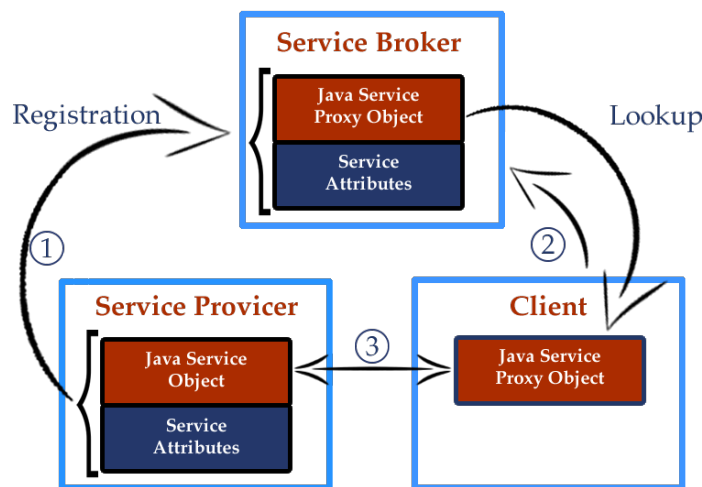 Service Broker
Java Service
Proxy Object
Service
Attributes
Registration
Lookup
1
2
Service Provicer
Java Service
Object
Service
Attributes
3
Client
Java Service
Proxy Object